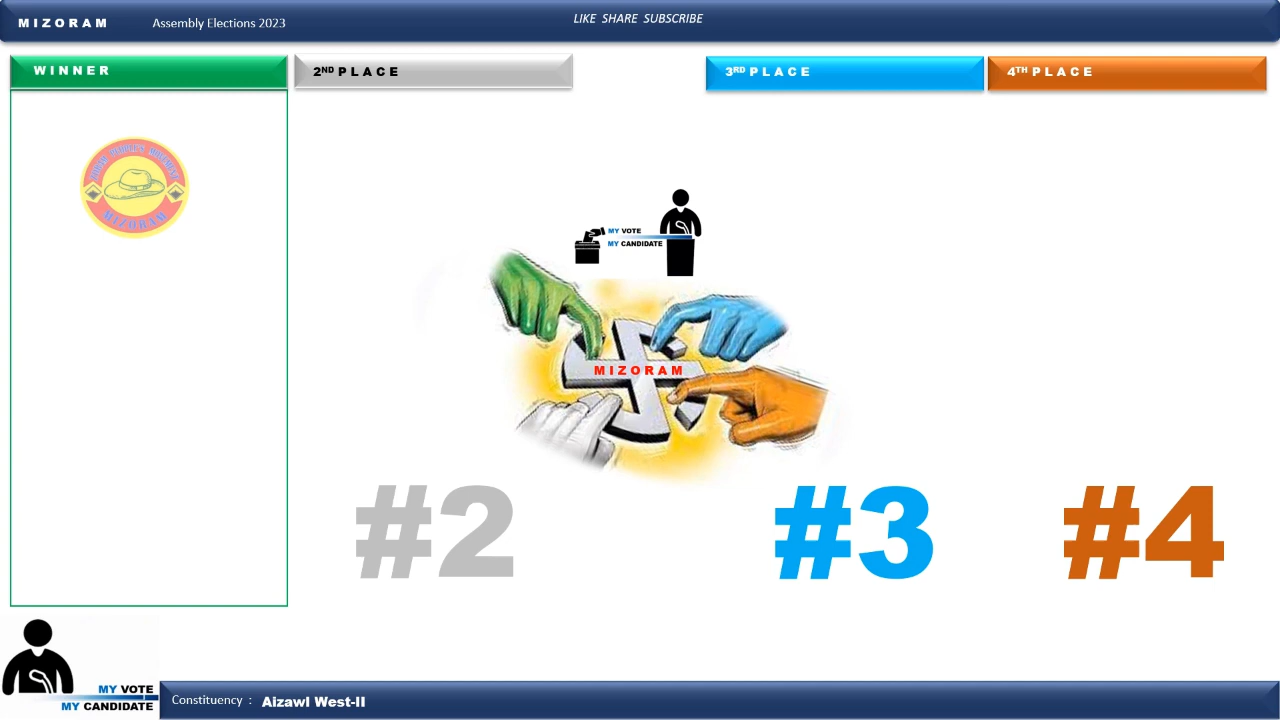 MIZORAM Assembly Elections 2023 LIKE SHARE SUBSCRIBE
WINNER
2ND PLACE
3RD PLACE
4TH PLACE
MIZORAM
MY VOTE
MY CANDIDATE
MIZORAM
#2
#3
#4
MY VOTE
MY CANDIDATE
Constituency : Aizawl West-II